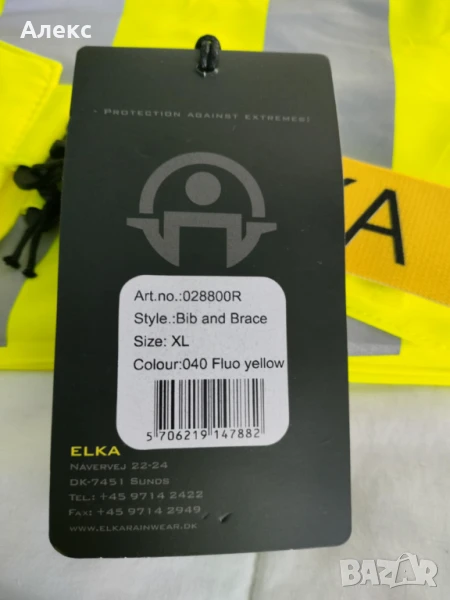 Алекс
PROTECTION AGAINST EXTREMES!
KA
Art.no.:028800R
Style.:Bib and Brace
Size: XL
Colour:040 Fluo yellow
5 706219 147882
ELKA
NAVERVEJ 22-24
DK-7451 SUNDS
TEL: +45 9714 2422
FAX: +45 9714 2949
WWW.ELKARAINWEAR.DK
BAZAR